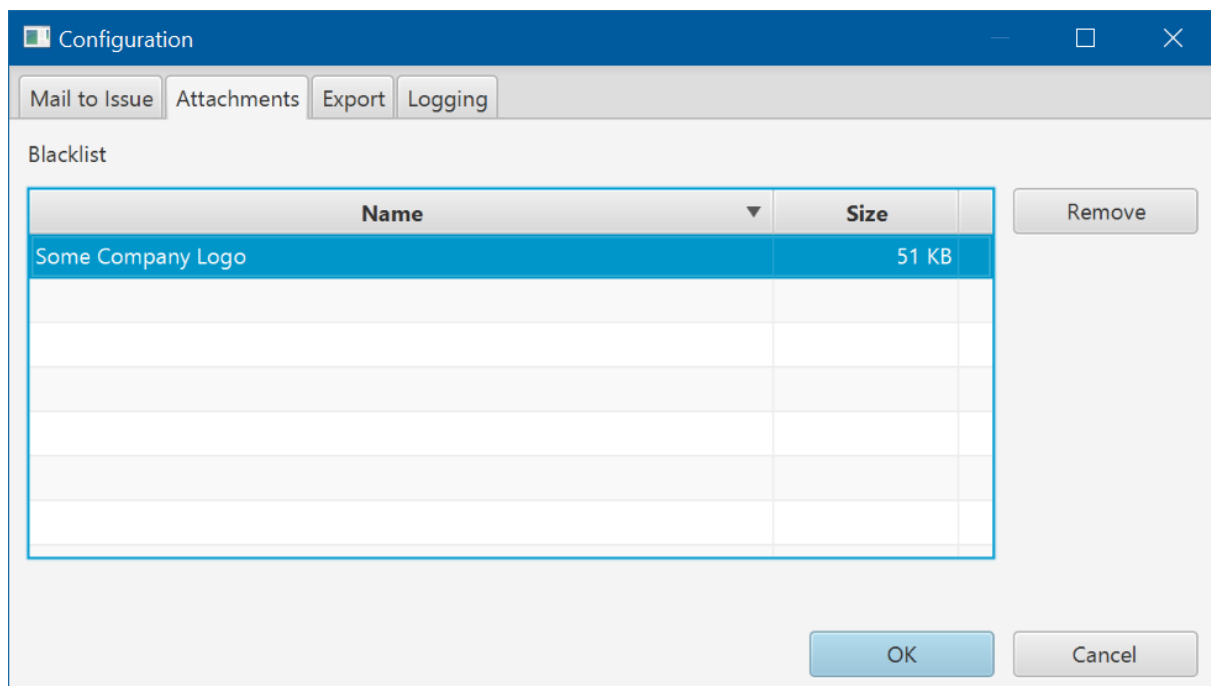 Configuration
Mail to Issue Attachments Export Logging
Blacklist
Name Size Remove
Some Company Logo 51 KB
OK Cancel